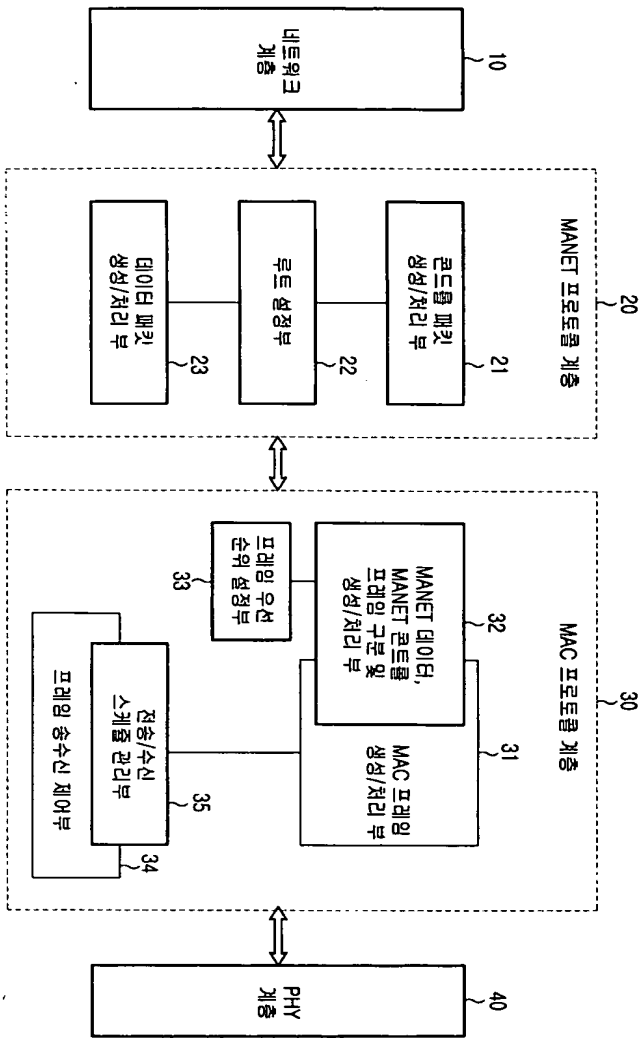 네트워크
계층
10
MANET 프로토콜 계층
20
콘트롤 패킷
생성/처리 부
21
루트 설정부
22
데이터 패킷
생성/처리 부
23
MAC 프로토콜 계층
30
MANET 데이터,
MANET 콘트롤
프레임 구분 및
생성/처리 부
32
MAC 프레임
생성/처리 부
31
프레임 우선
순위 설정부
33
전송/수신
스케줄 관리부
35
프레임 송수신 제어부
34
PHY
계층
40